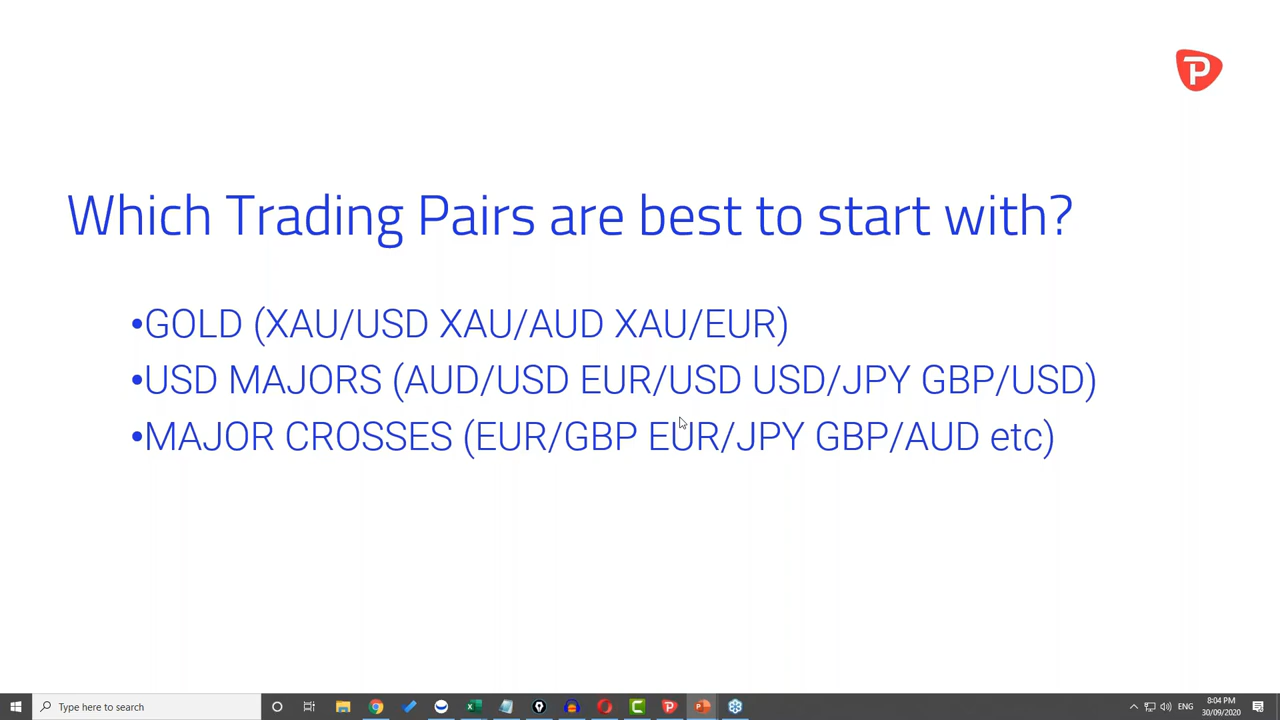 P
Which Trading Pairs are best to start with?
•GOLD (XAU/USD XAU/AUD XAU/EUR)
•USD MAJORS (AUD/USD EUR/USD USD/JPY GBP/USD)
•MAJOR CROSSES (EUR/GBP EUR/JPY GBP/AUD etc)
Type here to search
ENG
8:04 PM
30/09/2020